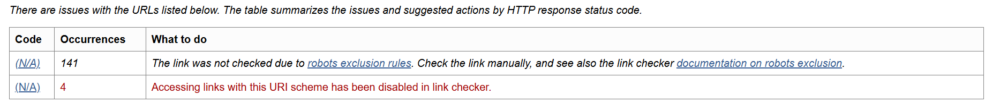 There are issues with the URLs listed below. The table summarizes the issues and suggested actions by HTTP response status code.
Code Occurrences What to do
(N/A) 141 The link was not checked due to robots exclusion rules. Check the link manually, and see also the link checker documentation on robots exclusion.
(N/A) 4 Accessing links with this URI scheme has been disabled in link checker.